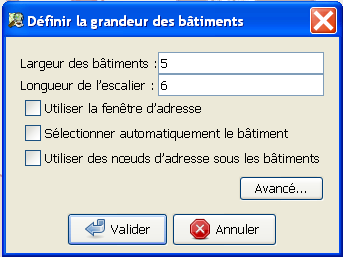 Définir la grandeur des bâtiments
Largeur des bâtiments : 5
Longueur de l'escalier : 6
Utiliser la fenêtre d'adresse
Sélectionner automatiquement le bâtiment
Utiliser des nœuds d'adresse sous les bâtiments
Avancé...
Valider Annuler